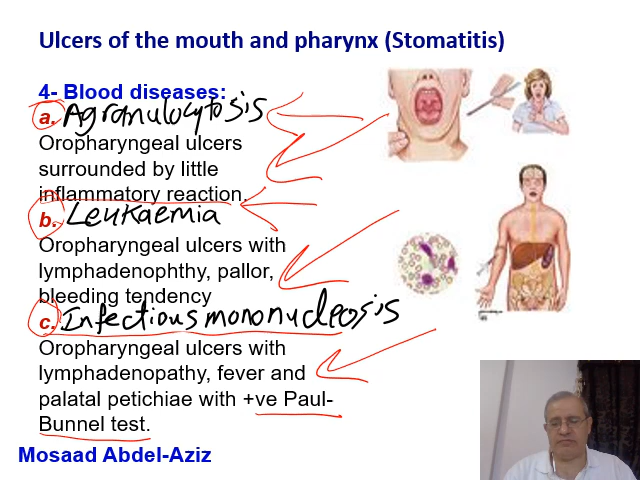 Ulcers of the mouth and pharynx (Stomatitis)
4- Blood diseases:
a. Agranulocytosis
Oropharyngeal ulcers
surrounded by little
inflammatory reaction.
b. Leukaemia
Oropharyngeal ulcers with
lymphadenophthy, pallor,
bleeding tendency
c. Infectious mononucleosis
Oropharyngeal ulcers with
lymphadenopathy, fever and
palatal petichiae with +ve Paul-
Bunnel test.
Mosaad Abdel-Aziz